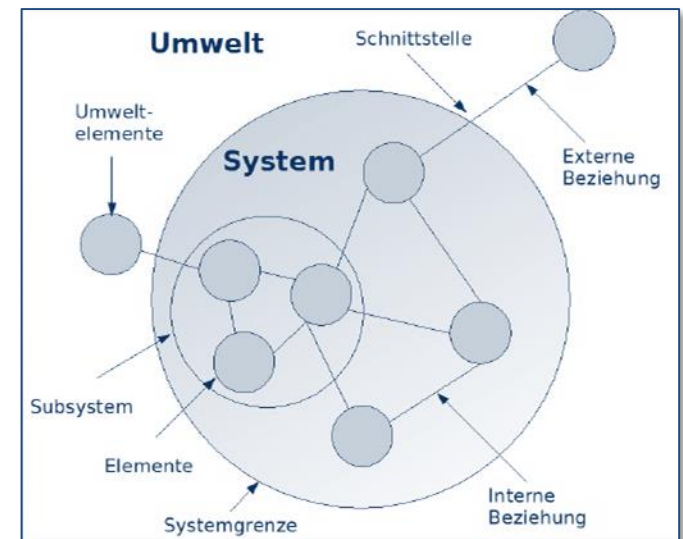 Umwelt
Schnittstelle
Umwelt-
elemente
System
Externe
Beziehung
Subsystem
Elemente
Systemgrenze
Interne
Beziehung